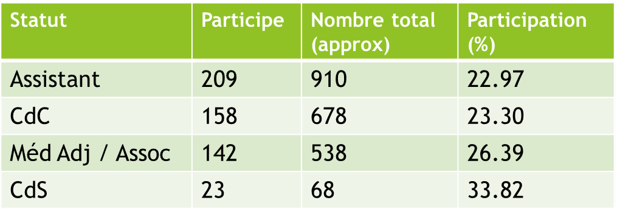 Statut Participe Nombre total (approx) Participation (%)
Assistant 209 910 22.97
CdC 158 678 23.30
Méd Adj / Assoc 142 538 26.39
CdS 23 68 33.82